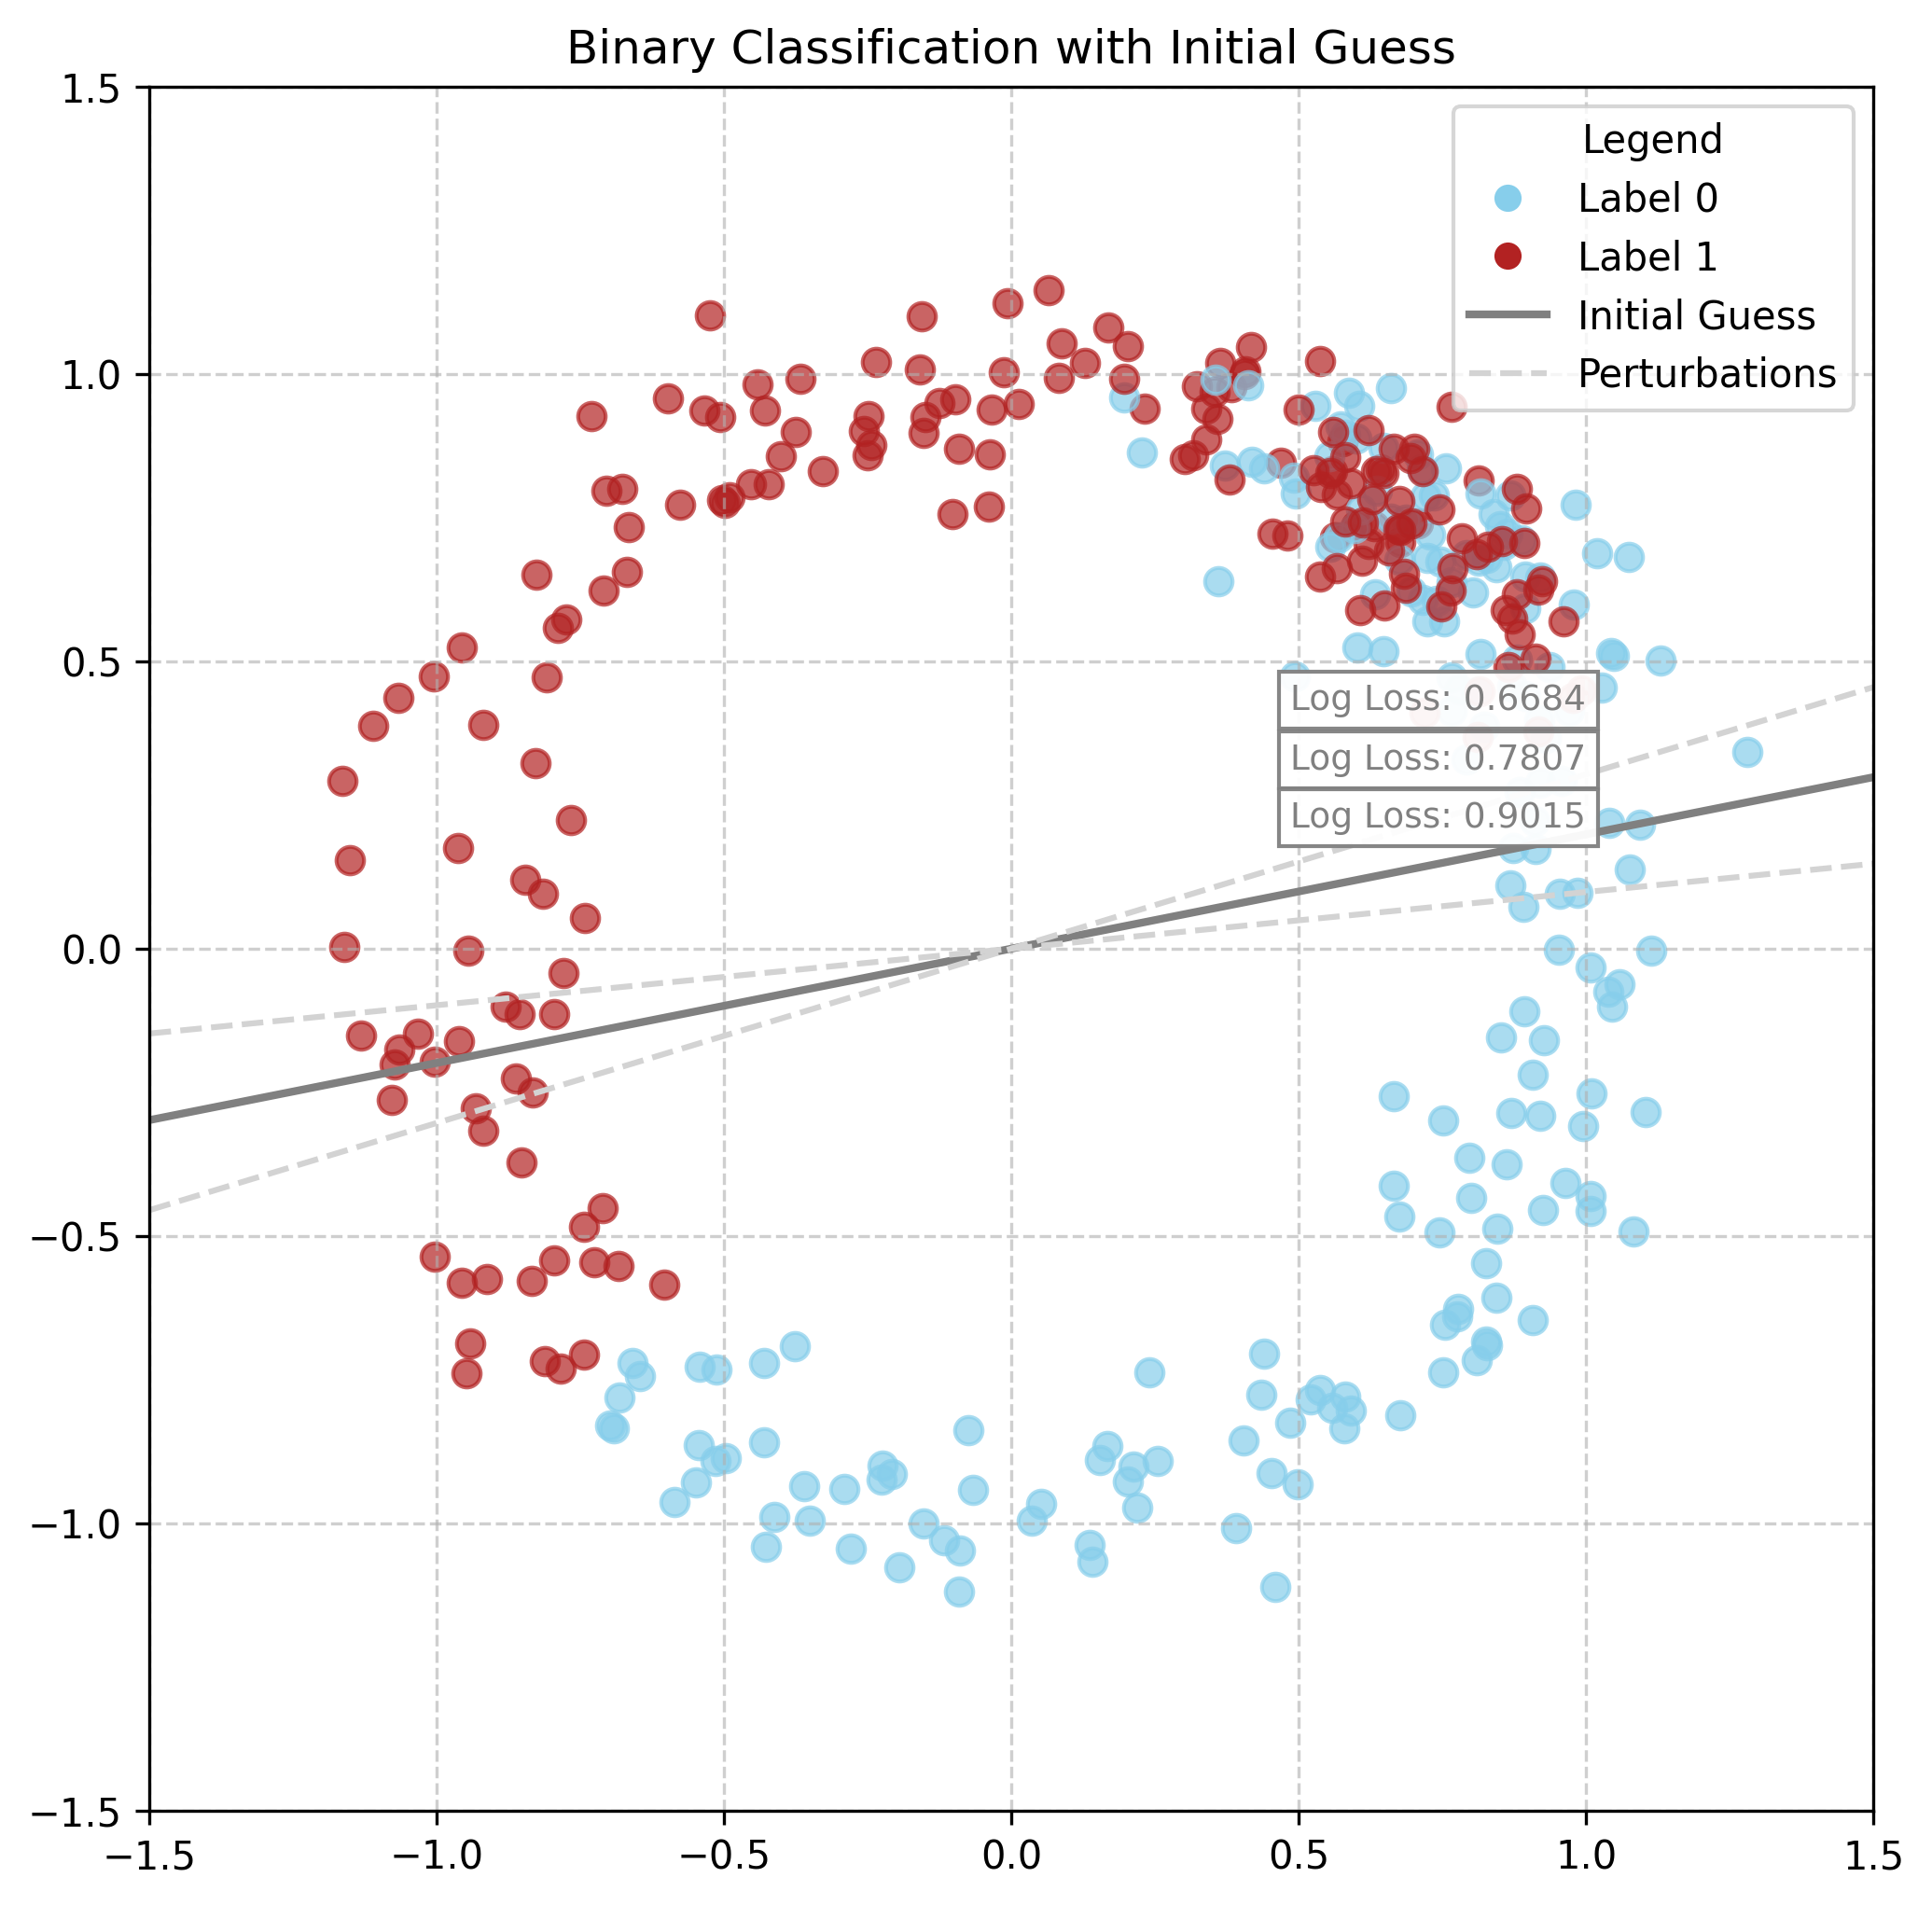 Binary Classification with Initial Guess
1.5
1.0
0.5
0.0
−0.5
−1.0
−1.5
Legend
Label 0
Label 1
Initial Guess
Perturbations
Log Loss: 0.6684
Log Loss: 0.7807
Log Loss: 0.9015
−1.5
−1.0
−0.5
0.0
0.5
1.0
1.5